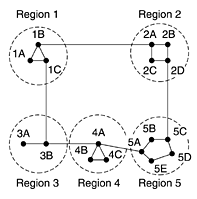 Region 1
Region 2
1B
1A
1C
2A 2B
2C 2D
3A
3B
4A
4B
4C
5A
5B
5C
5D
5E
Region 3
Region 4
Region 5